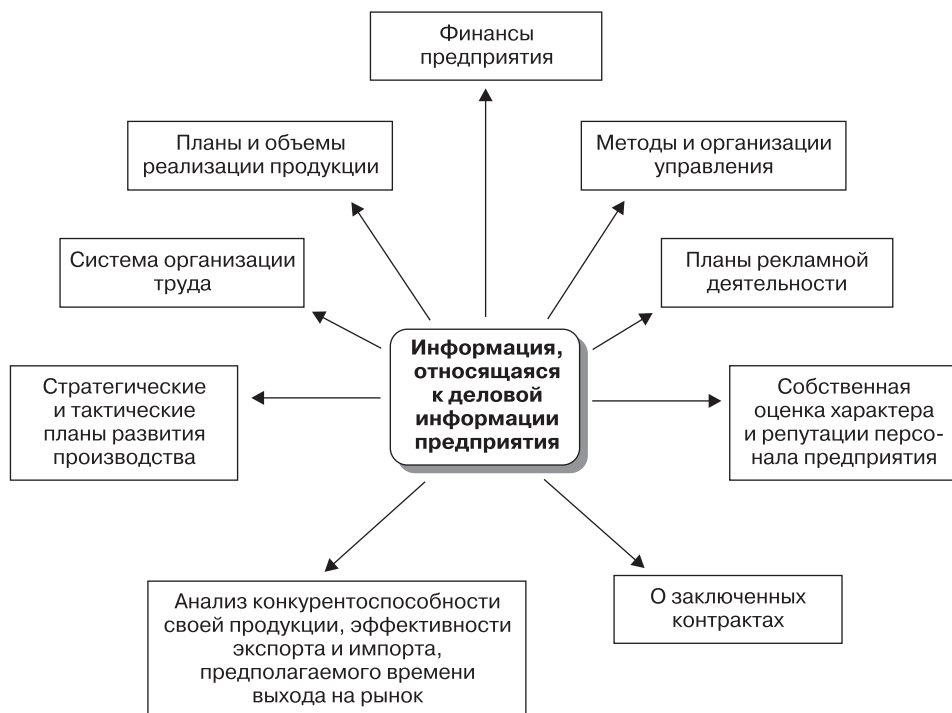 Финансы
предприятия
Планы и объемы
реализации продукции
Методы и организации
управления
Система организации
труда
Планы рекламной
деятельности
Информация,
относящаяся
к деловой
информации
предприятия
Стратегические
и тактические
планы развития
производства
Собственная
оценка характера
и репутации персо-
нала предприятия
Анализ конкурентоспособности
своей продукции, эффективности
экспорта и импорта,
предполагаемого времени
выхода на рынок
О заключенных
контрактах